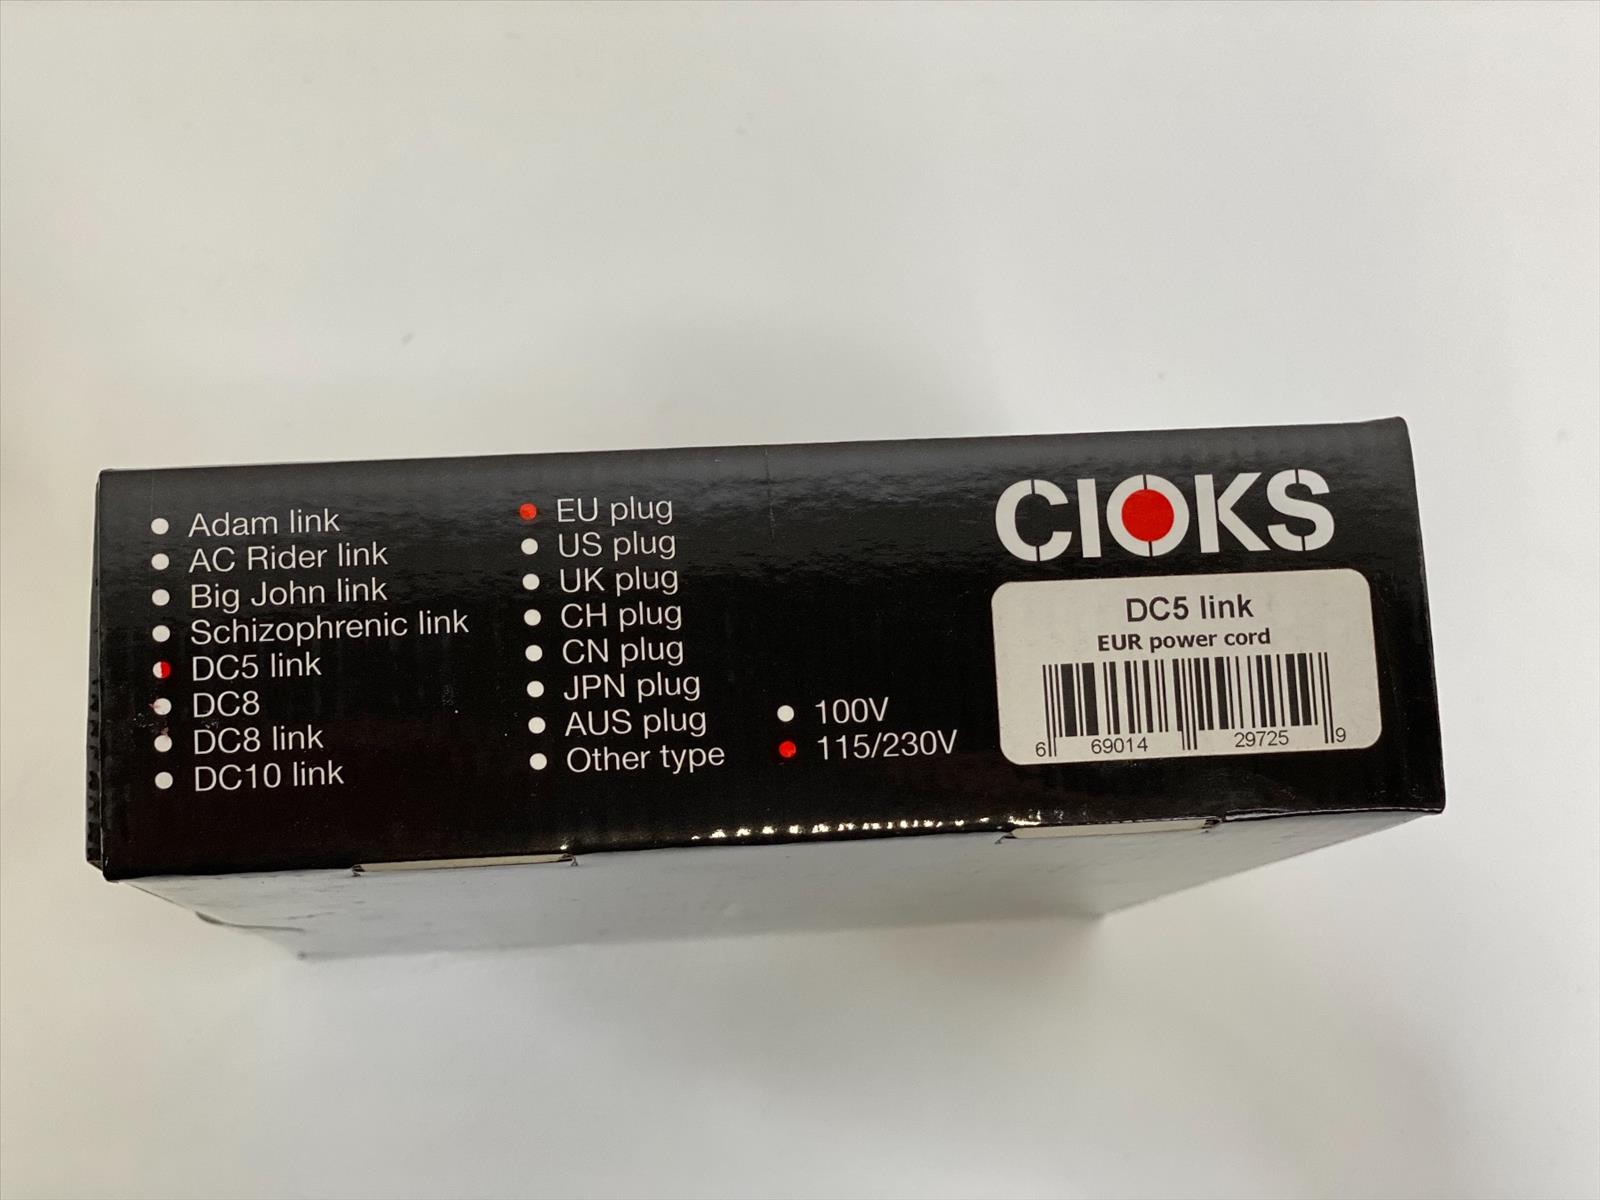 Adam link
AC Rider link
Big John link
Schizophrenic link
DC5 link
DC8
DC8 link
DC10 link
EU plug
US plug
UK plug
CH plug
CN plug
JPN plug
AUS plug
Other type
100V
115/230V
CIOKS
DC5 link
EUR power cord
6 69014 29725 9